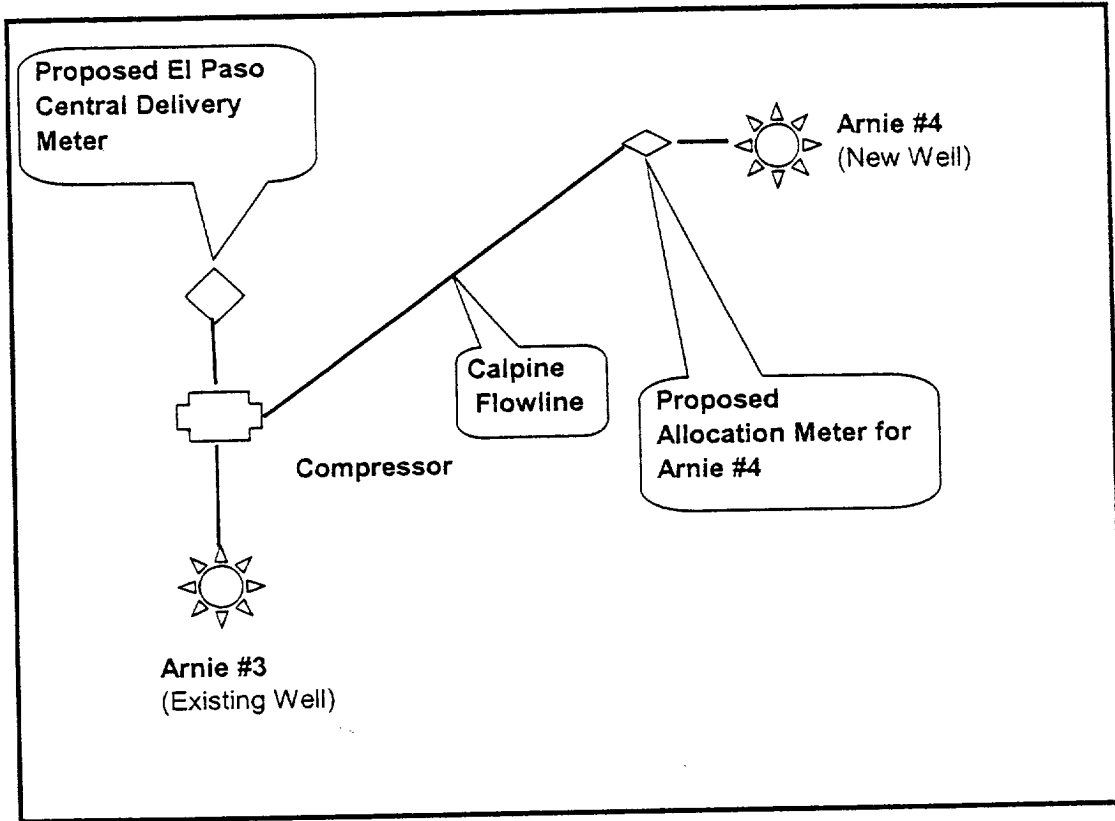 Proposed El Paso
Central Delivery
Meter
Arnie #4
(New Well)
Calpine
Flowline
Proposed
Allocation Meter for
Arnie #4
Compressor
Arnie #3
(Existing Well)